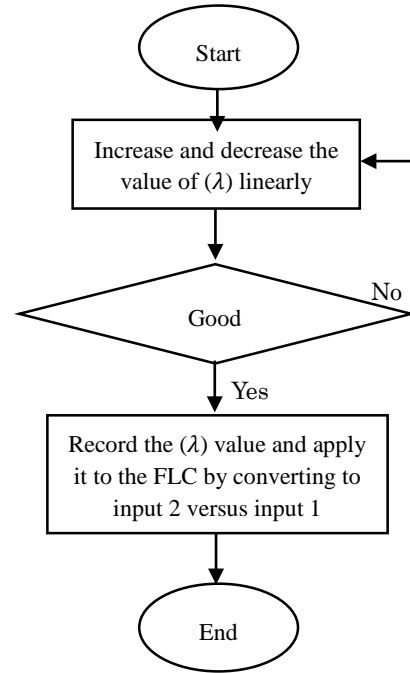 Start
Increase and decrease the
value of (λ) linearly
No
Good
Yes
Record the (λ) value and apply
it to the FLC by converting to
input 2 versus input 1
End